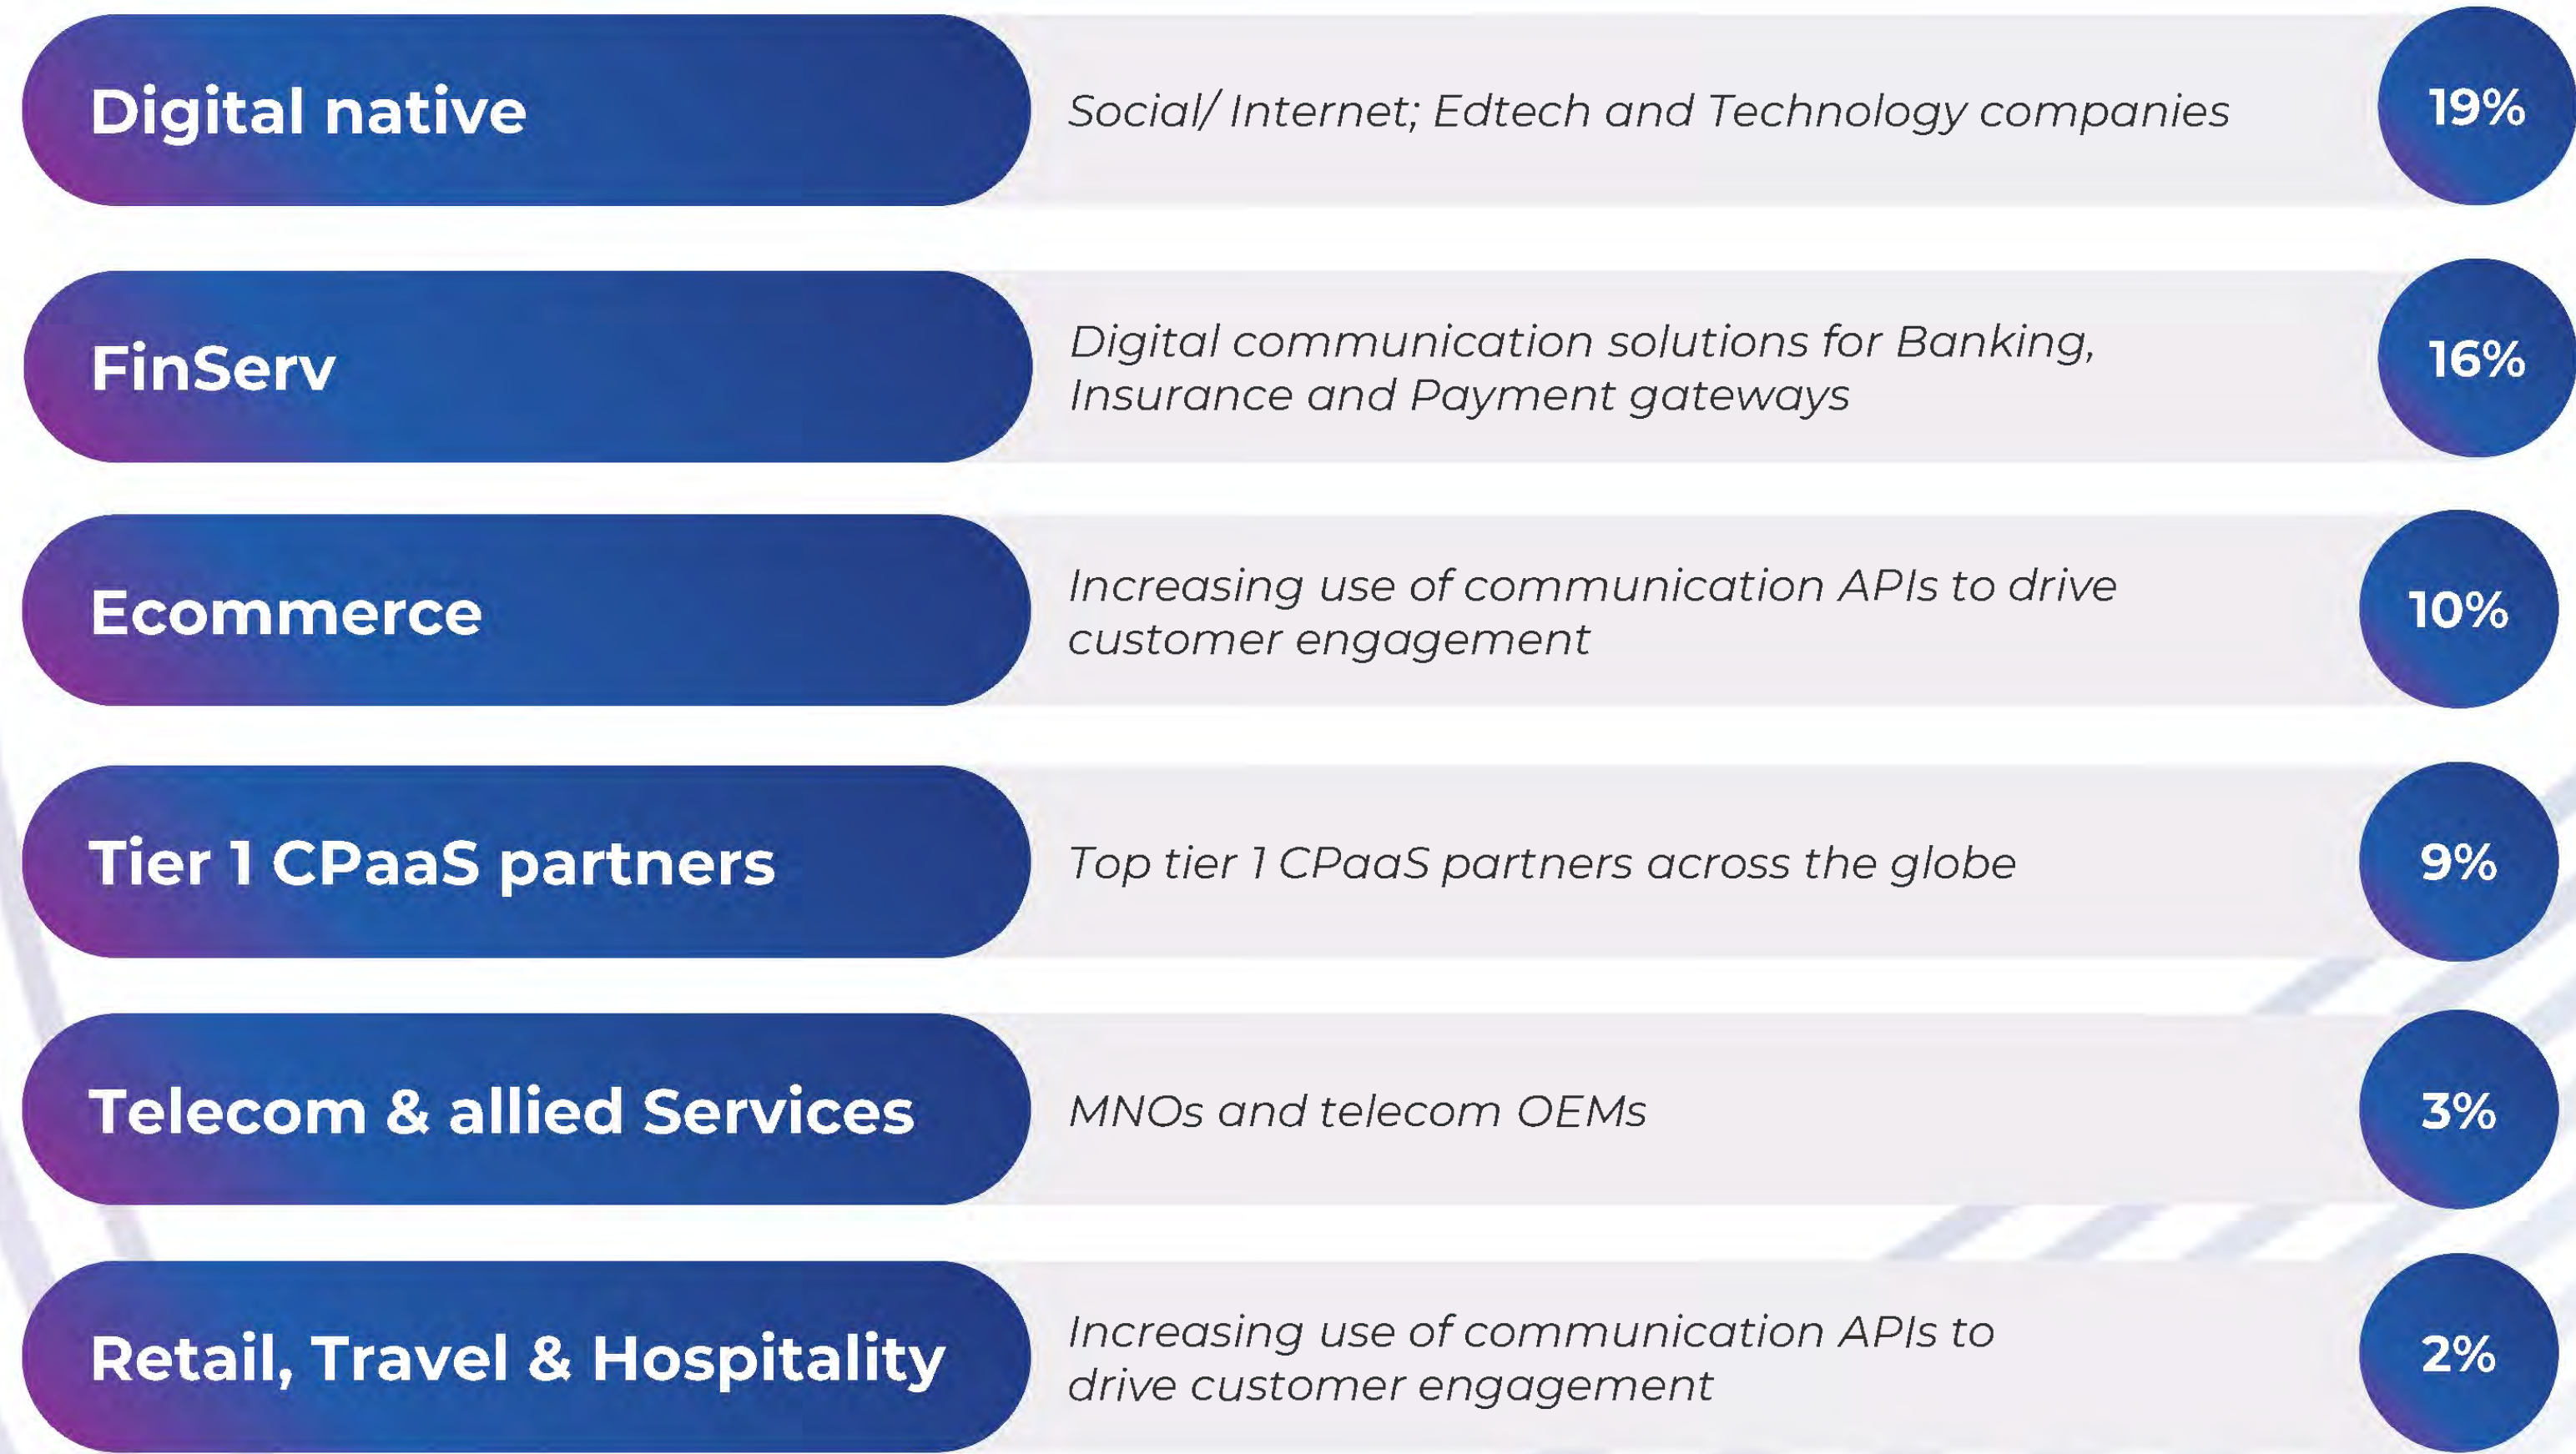 Digital native
Social/ Internet; Edtech and Technology companies
19%
FinServ
Digital communication solutions for Banking,
Insurance and Payment gateways
16%
Ecommerce
Increasing use of communication APIs to drive
customer engagement
10%
Tier 1 CPaaS partners
Top tier 1 CPaaS partners across the globe
9%
Telecom & allied Services
MNOs and telecom OEMs
3%
Retail, Travel & Hospitality
Increasing use of communication APIs to
drive customer engagement
2%